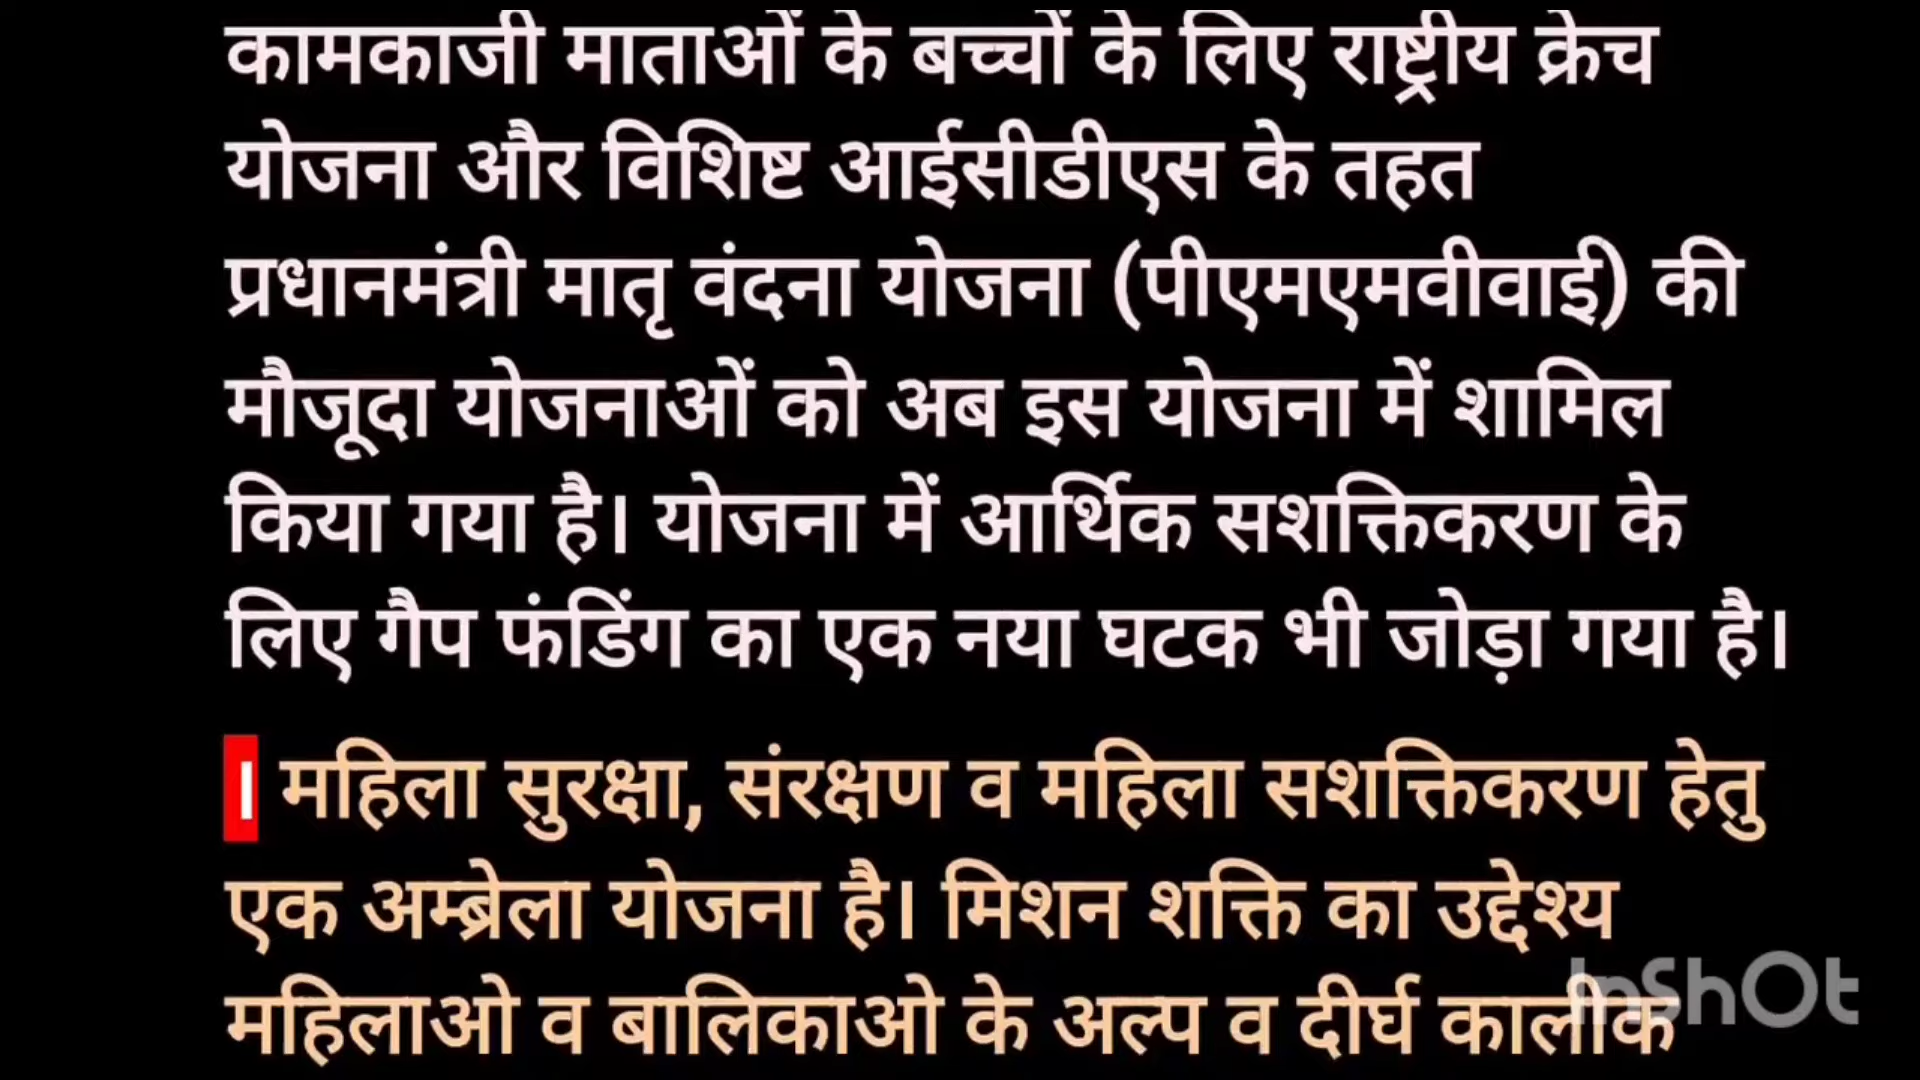 कामकाजी माताओं के बच्चों के लिए राष्ट्रीय क्रेच
योजना और विशिष्ट आईसीडीएस के तहत
प्रधानमंत्री मातृ वंदना योजना (पीएमएमवीवाई) की
मौजूदा योजनाओं को अब इस योजना में शामिल
किया गया है। योजना में आर्थिक सशक्तिकरण के
लिए गैप फंडिंग का एक नया घटक भी जोड़ा गया है।
। महिला सुरक्षा, संरक्षण व महिला सशक्तिकरण हेतु
एक अम्ब्रेला योजना है। मिशन शक्ति का उद्देश्य
महिलाओ व बालिकाओ के अल्प व दीर्घ कालीक
InShOt